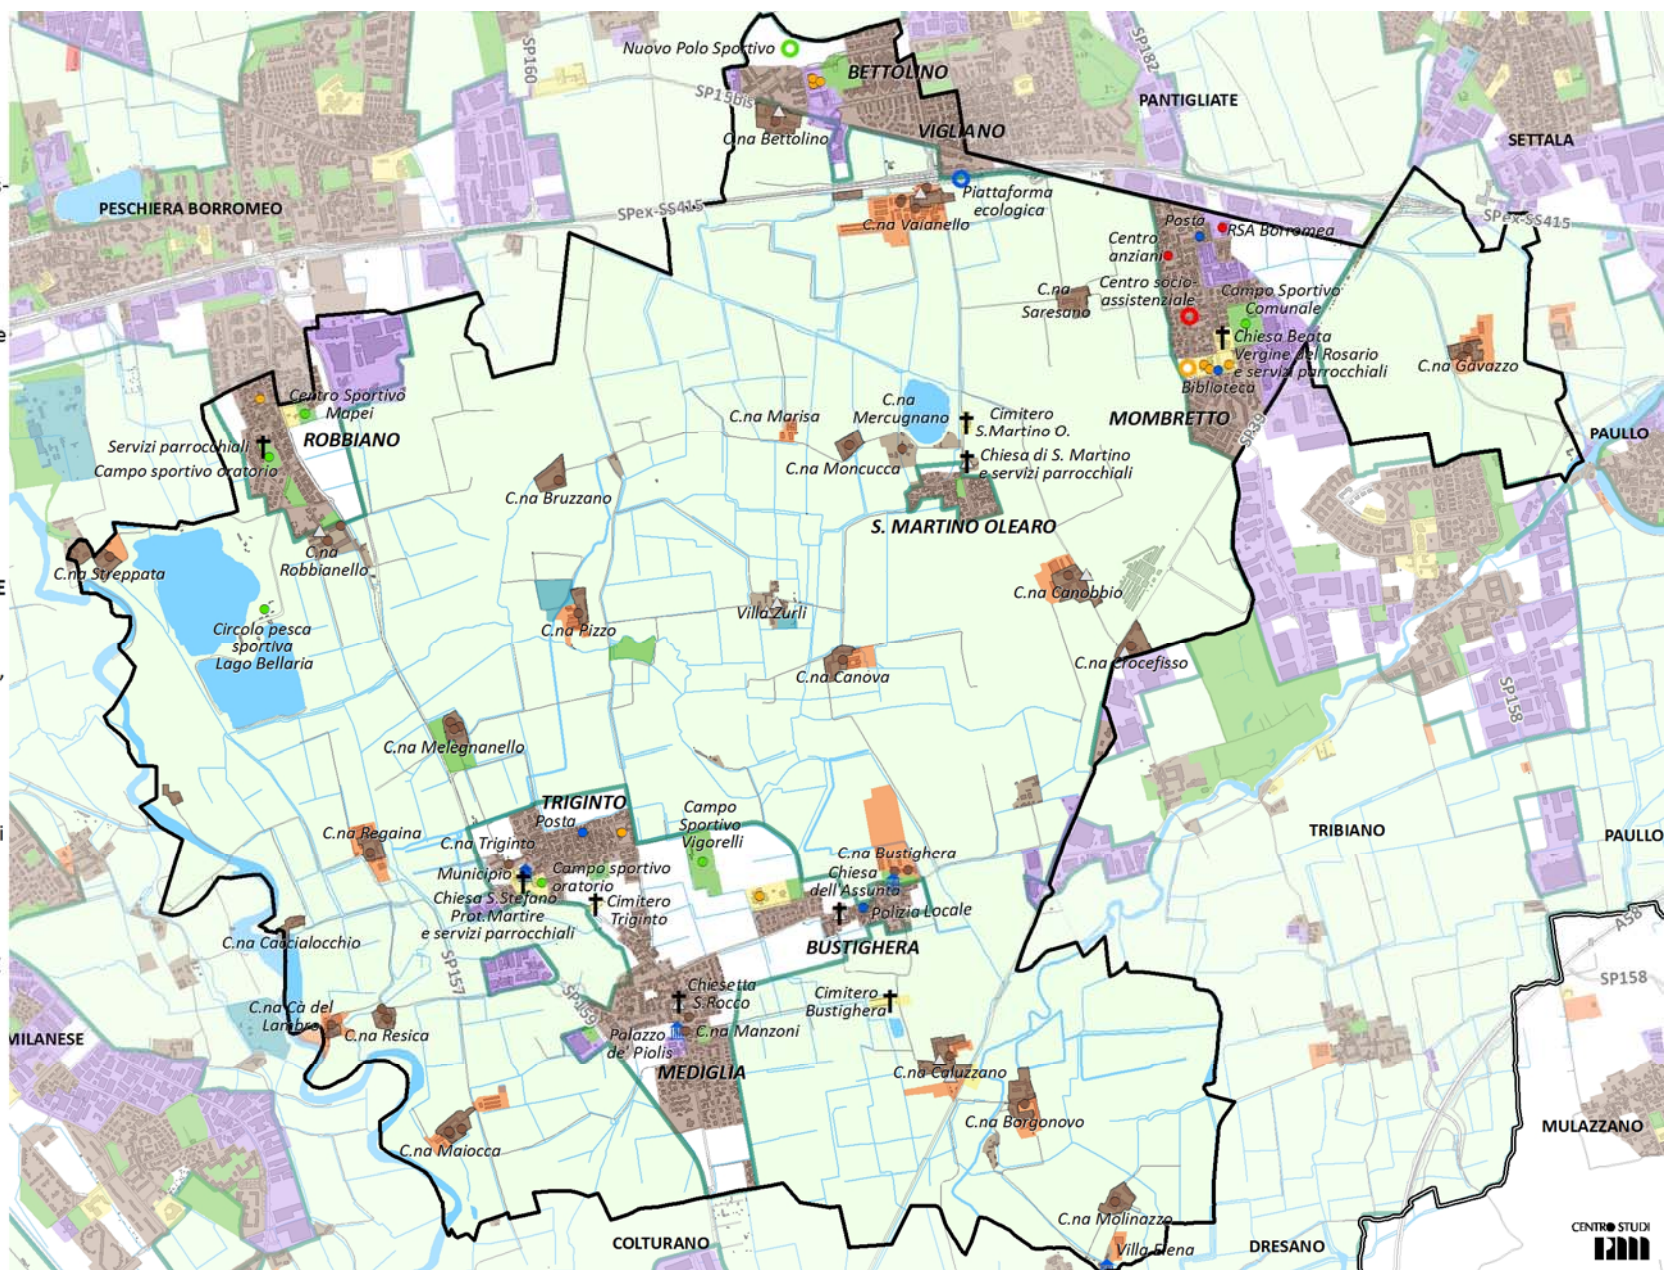 Nuovo Polo Sportivo
BETTOLINO
SP160
SP182
SP15bis
PANTIGLIATE
VIGLIANO
SETTALA
C.na Bettolino
PESCHIERA BORROMEO
SPex-SS415
Piattaforma
ecologica
C.na Vaianello
Posta
RSA Borromea
SPex-SS415
Centro
anziani
Centro socio-
assistenziale
Campo Sportivo
Comunale
C.na
Saresano
Chiesa Beata
Vergine del Rosario
e servizi parrocchiali
Biblioteca
C.na Gavazzo
Centro Sportivo
Mapei
ROBBIANO
Servizi parrocchiali
Campo sportivo oratorio
C.na Marisa
C.na
Mercugnano
Cimitero
S.Martino O.
MOMBRETTO
SP39
PAULLO
C.na Moncucca
Chiesa di S. Martino
e servizi parrocchiali
C.na Bruzzano
S. MARTINO OLEARO
C.na
Robbianello
C.na Streppata
C.na Canobbio
Villa Zurli
C.na Pizzo
Circolo pesca
sportiva
Lago Bellaria
C.na Crocefisso
C.na Canova
SP158
C.na Melegnanello
TRIGINTO
Posta
Campo
Sportivo
Vigorelli
C.na Regaina
C.na Triginto
TRIBIANO
PAULLO
C.na Bustighera
Municipio
Campo sportivo
oratorio
Chiesa
dell'Assunta
Chiesa S.Stefano
Prot.Martire
e servizi parrocchiali
Cimitero
Triginto
Polizia Locale
C.na Caccialocchio
BUSTIGHERA
A58
SP157
SP159
SP158
Chiesetta
S.Rocco
Cimitero
Bustighera
C.na Cà del
Lambro
C.na Resica
Palazzo
de' Piolis
C.na Manzoni
MILANESE
MEDIGLIA
C.na Caluzzano
C.na Borgonovo
MULAZZANO
C.na Maiocca
C.na Molinazzo
COLTURANO
Villa Elena
DRESANO
CENTRO STUDI
PIM